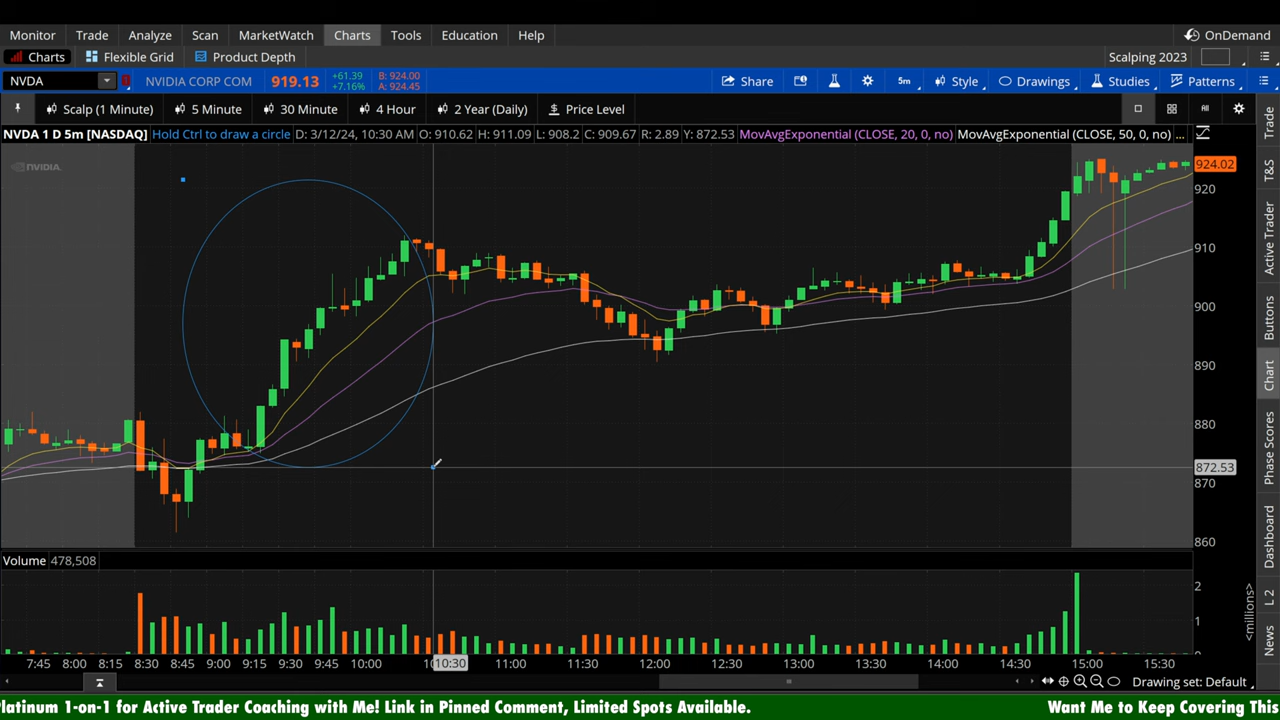 Monitor Trade Analyze Scan MarketWatch Charts Tools Education Help OnDemand
Charts Flexible Grid Product Depth Scalping 2023
NVDA NVIDIA CORP COM 919.13 +61.39 +7.16% B: 924.00 A: 924.45 Share 5m Style Drawings Studies Patterns
Scalp (1 Minute) 5 Minute 30 Minute 4 Hour 2 Year (Daily) Price Level All
NVDA 1 D 5m [NASDAQ] Hold Ctrl to draw a circle D: 3/12/24, 10:30 AM O: 910.62 H: 911.09 L: 908.2 C: 909.67 R: 2.89 Y: 872.53 MovAvgExponential (CLOSE, 20, 0, no) MovAvgExponential (CLOSE, 50, 0, no) ...
NVIDIA.
924.02
920
910
900
890
880
872.53
870
860
Volume 478,508
2
1
0
<millions>
7:45 8:00 8:15 8:30 8:45 9:00 9:15 9:30 9:45 10:00 10:30 11:00 11:30 12:00 12:30 13:00 13:30 14:00 14:30 15:00 15:30
Drawing set: Default
Trade
T&S
Active Trader
Buttons
Chart
Phase Scores
Dashboard
L 2
News
Platinum 1-on-1 for Active Trader Coaching with Me! Link in Pinned Comment, Limited Spots Available. Want Me to Keep Covering This